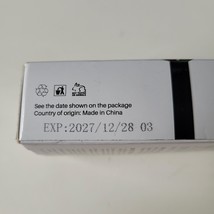 See the date shown on the package
Country of origin: Made in China
EXP:2027/12/28 03